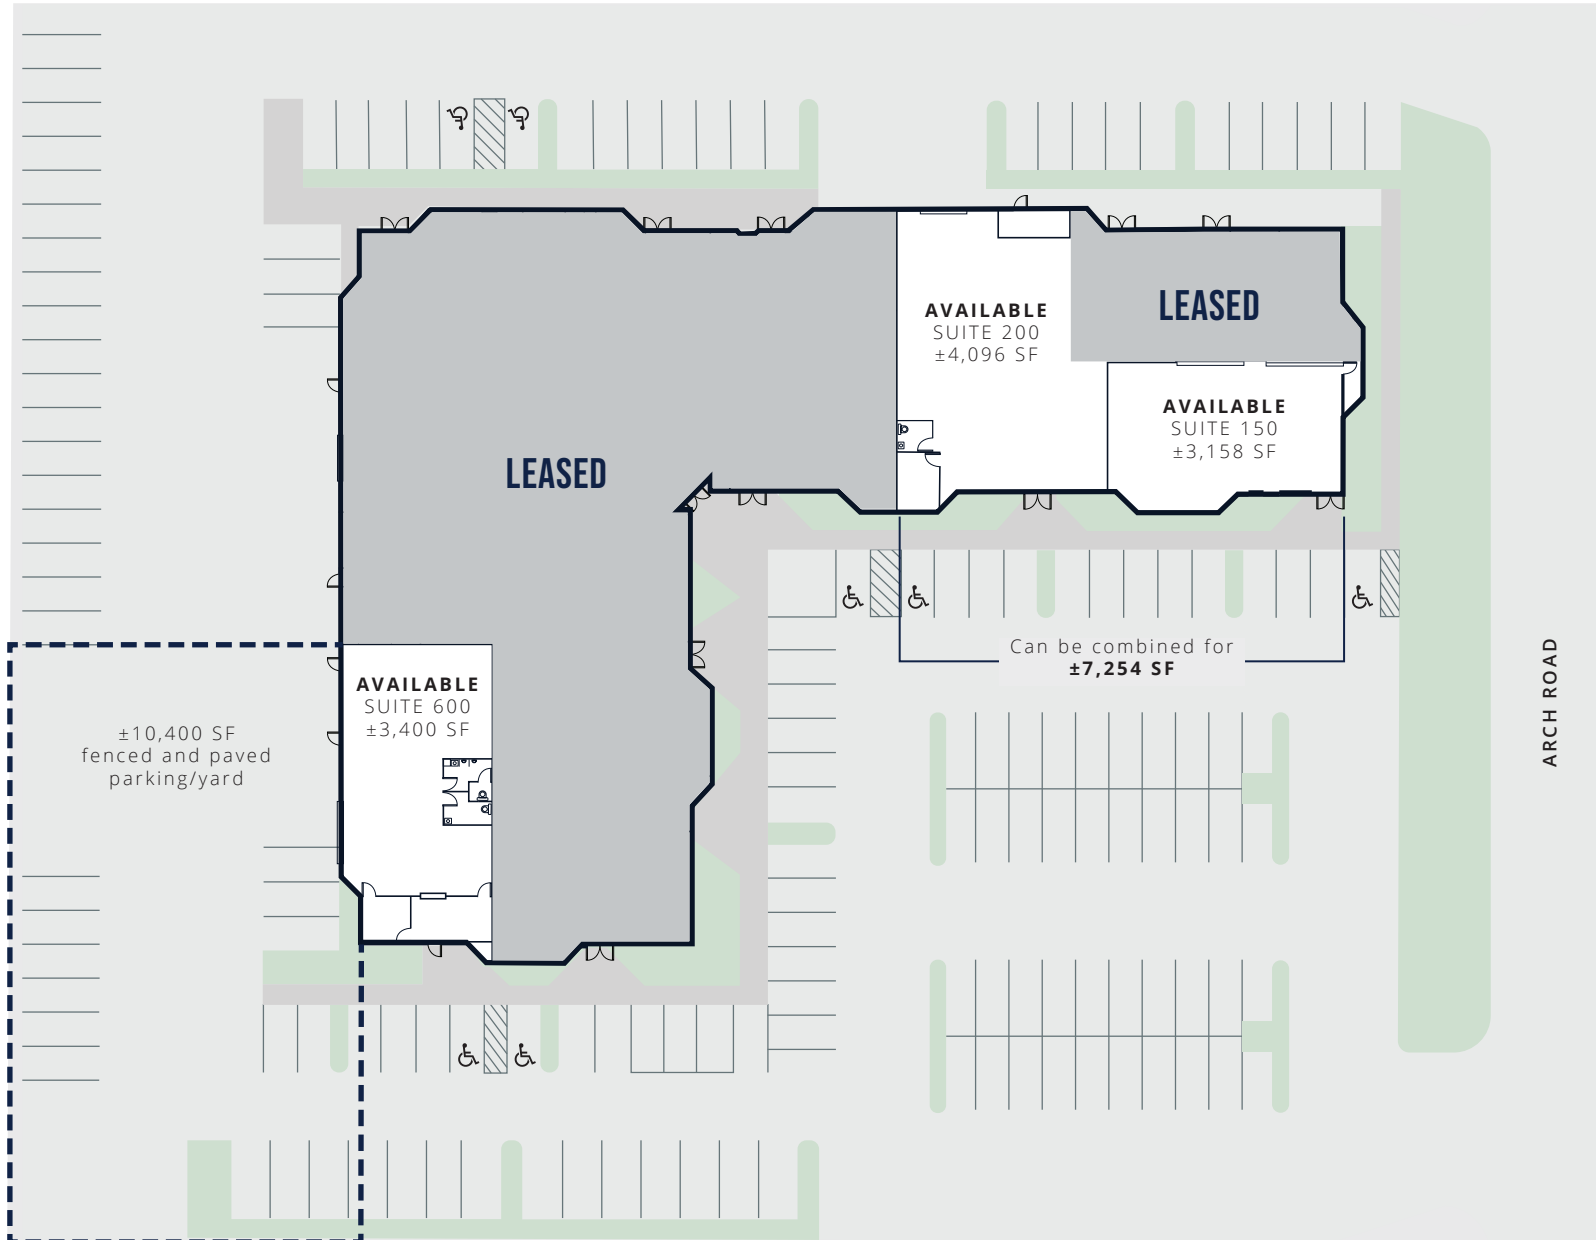 AVAILABLE
SUITE 200
±4,096 SF
LEASED
AVAILABLE
SUITE 150
±3,158 SF
LEASED
Can be combined for
±7,254 SF
AVAILABLE
SUITE 600
±3,400 SF
±10,400 SF
fenced and paved
parking/yard
ARCH ROAD